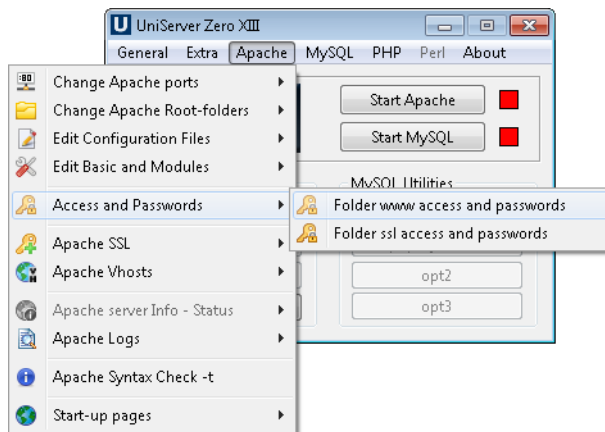 U UniServer Zero XIII
General Extra Apache MySQL PHP Perl About
:80 Change Apache ports
Change Apache Root-folders
Edit Configuration Files
Edit Basic and Modules
Access and Passwords
Apache SSL
Apache Vhosts
Apache server Info - Status
Apache Logs
Apache Syntax Check -t
Start-up pages
Start Apache
Start MySQL
MySQL Utilities
Folder www access and passwords
Folder ssl access and passwords
opt2
opt3